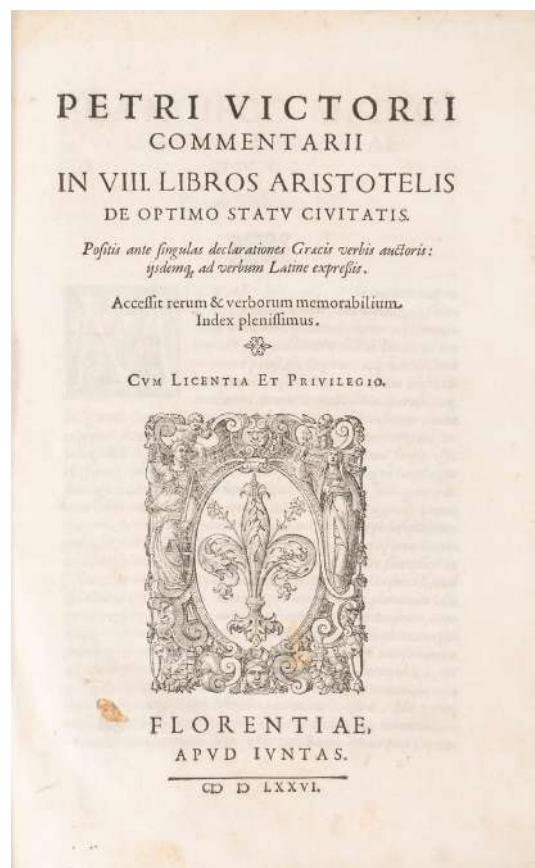 PETRI VICTORII
COMMENTARII
IN VIII. LIBROS ARISTOTELIS
DE OPTIMO STATV CIVITATIS.
Poſitis ante ſingulas declarationes Græcis verbis auctoris:
ijsdemq́, ad verbum Latine expreſsis.
Acceſſit rerum & verborum memorabilium
Index pleniſſimus.
CVM LICENTIA ET PRIVILEGIO.
FLORENTIAE,
APVD IVNTAS.
CIↃ IↃ LXXVI.